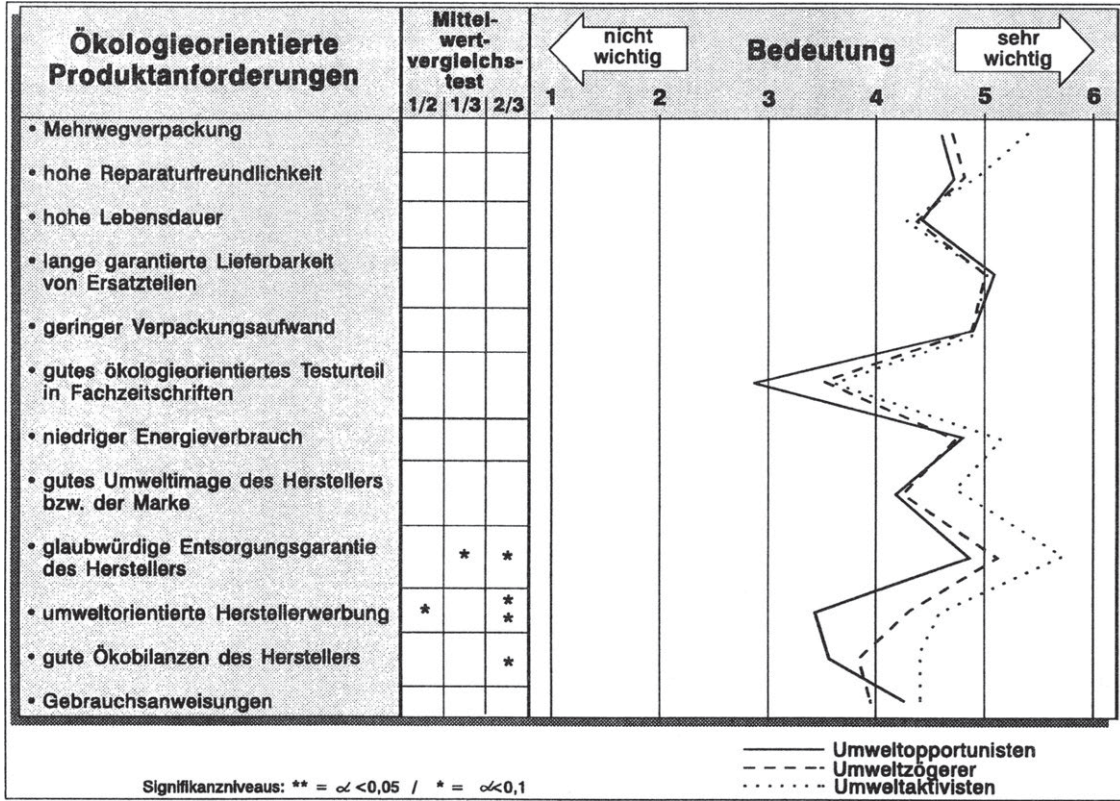 Ökologieorientierte
Produktanforderungen
Mittel-
wert-
vergleichs-
test
1/2 1/3 2/3
nicht
wichtig
Bedeutung
sehr
wichtig
1 2 3 4 5 6
• Mehrwegverpackung
• hohe Reparaturfreundlichkeit
• hohe Lebensdauer
• lange garantierte Lieferbarkeit
von Ersatzteilen
• geringer Verpackungsaufwand
• gutes ökologieorientiertes Testurteil
in Fachzeitschriften
• niedriger Energieverbrauch
• gutes Umweltimage des Herstellers
bzw. der Marke
• glaubwürdige Entsorgungsgarantie
des Herstellers
* *
• umweltorientierte Herstellerwerbung
* **
• gute Ökobilanzen des Herstellers
*
• Gebrauchsanweisungen
Umweltopportunisten
Umweltzögerer
Umweltaktivisten
Signifikanzniveaus: ** = α <0,05 / * = α<0,1